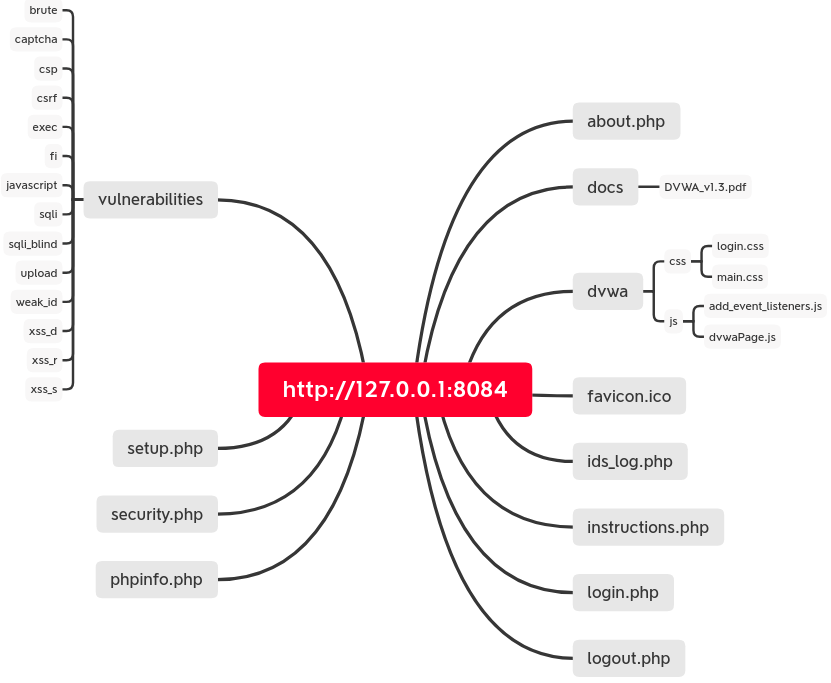 brute
captcha
csp
csrf
exec
fi
javascript
sqli
sqli_blind
upload
weak_id
xss_d
xss_r
xss_s
vulnerabilities
setup.php
security.php
phpinfo.php
http://127.0.0.1:8084
about.php
docs
DVWA_v1.3.pdf
dvwa
css
login.css
main.css
js
add_event_listeners.js
dvwaPage.js
favicon.ico
ids_log.php
instructions.php
login.php
logout.php